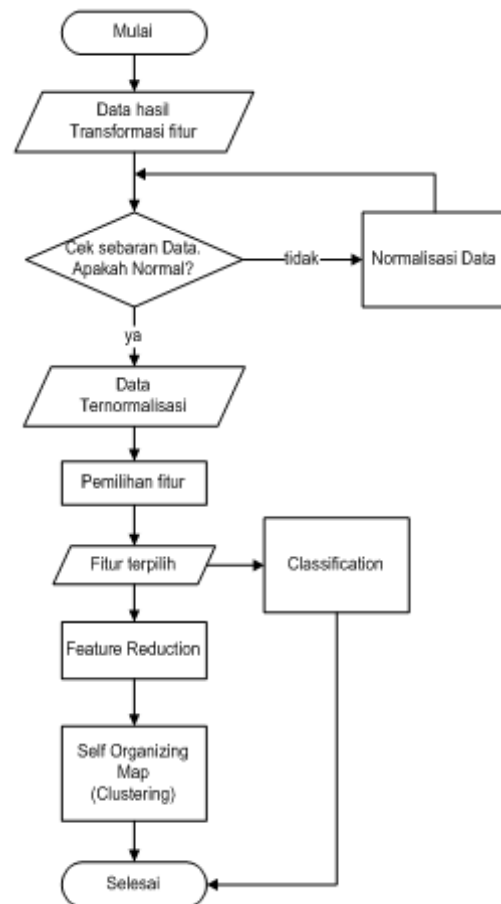 Mulai
Data hasil
Transformasi fitur
Cek sebaran Data.
Apakah Normal?
tidak
Normalisasi Data
ya
Data
Ternormalisasi
Pemilihan fitur
Fitur terpilih
Classification
Feature Reduction
Self Organizing
Map
(Clustering)
Selesai